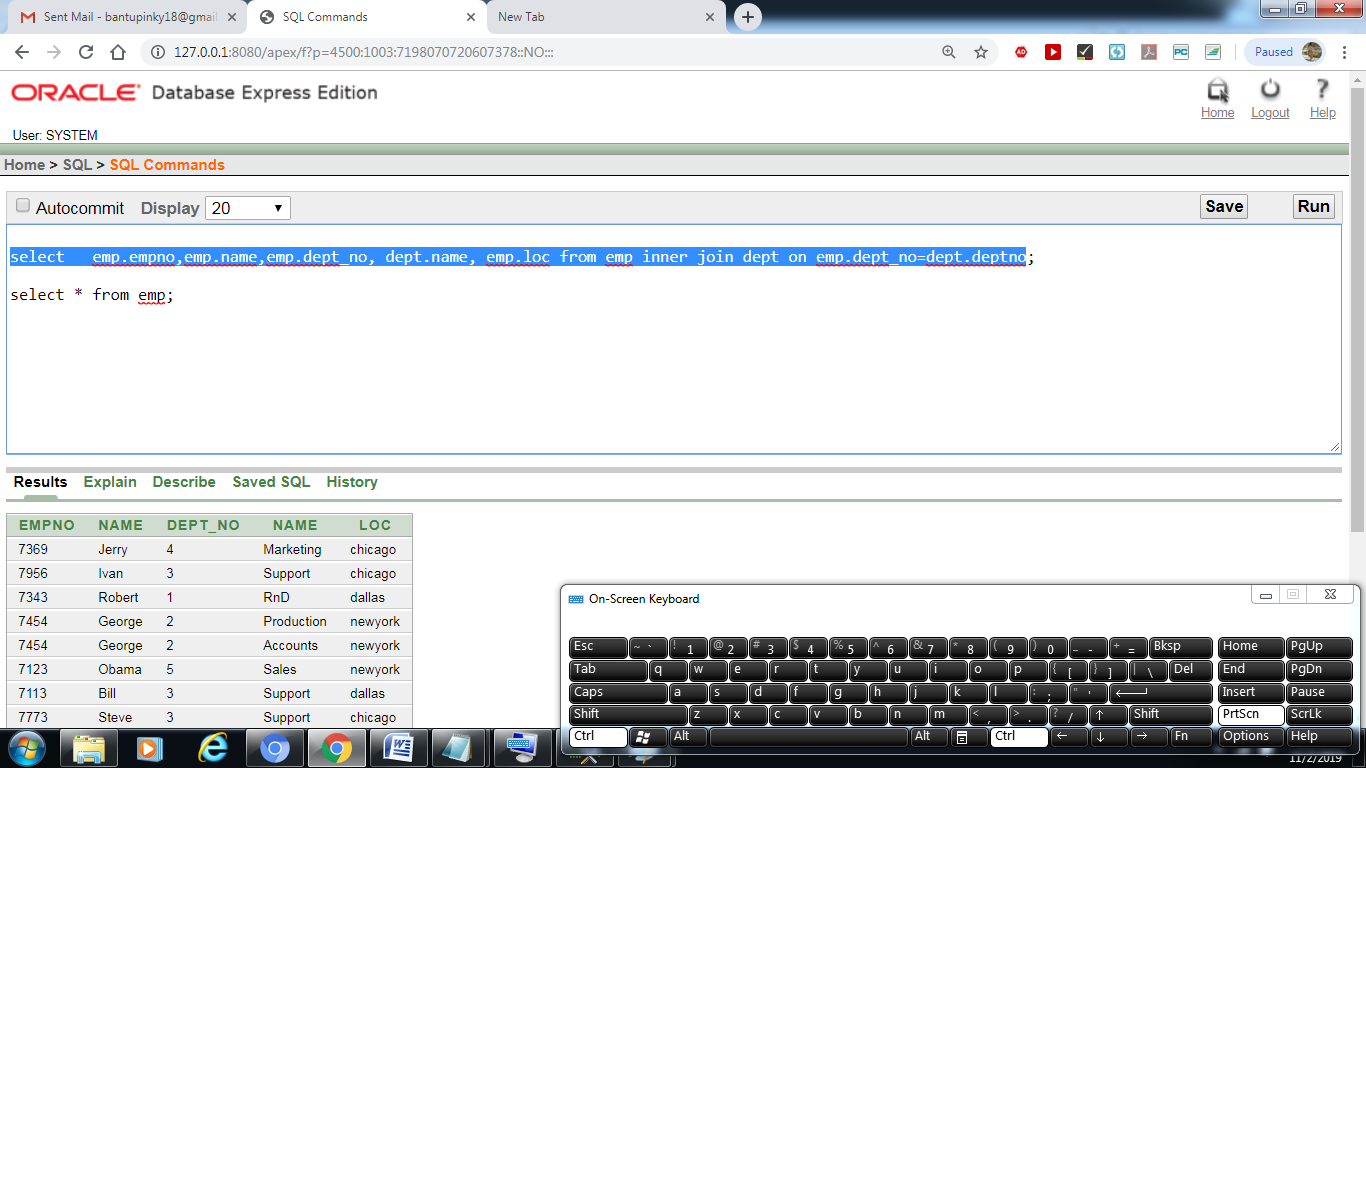 Sent Mail - bantupinky18@gmail. SQL Commands New Tab
127.0.0.1:8080/apex/f?p=4500:1003:7198070720607378::NO::: Paused
ORACLE Database Express Edition
Home Logout Help
User: SYSTEM
Home > SQL > SQL Commands
Autocommit Display 20 Save Run
select emp.empno,emp.name,emp.dept_no, dept.name, emp.loc from emp inner join dept on emp.dept_no=dept.deptno;
select * from emp;
Results Explain Describe Saved SQL History
EMPNO NAME DEPT_NO NAME LOC
7369 Jerry 4 Marketing chicago
7956 Ivan 3 Support chicago
7343 Robert 1 RnD dallas
7454 George 2 Production newyork
7454 George 2 Accounts newyork
7123 Obama 5 Sales newyork
7113 Bill 3 Support dallas
7773 Steve 3 Support chicago
On-Screen Keyboard
Esc ~ ` ! 1 @ 2 # 3 $ 4 % 5 ^ 6 & 7 * 8 ( 9 ) 0 _ - + = Bksp Home PgUp
Tab q w e r t y u i o p { [ } ] | \ Del End PgDn
Caps a s d f g h j k l : ; " ' Insert Pause
Shift z x c v b n m < , > . ? / ↑ Shift PrtScn ScrLk
Ctrl Alt Alt Ctrl ← ↓ → Fn Options Help
11/2/2019